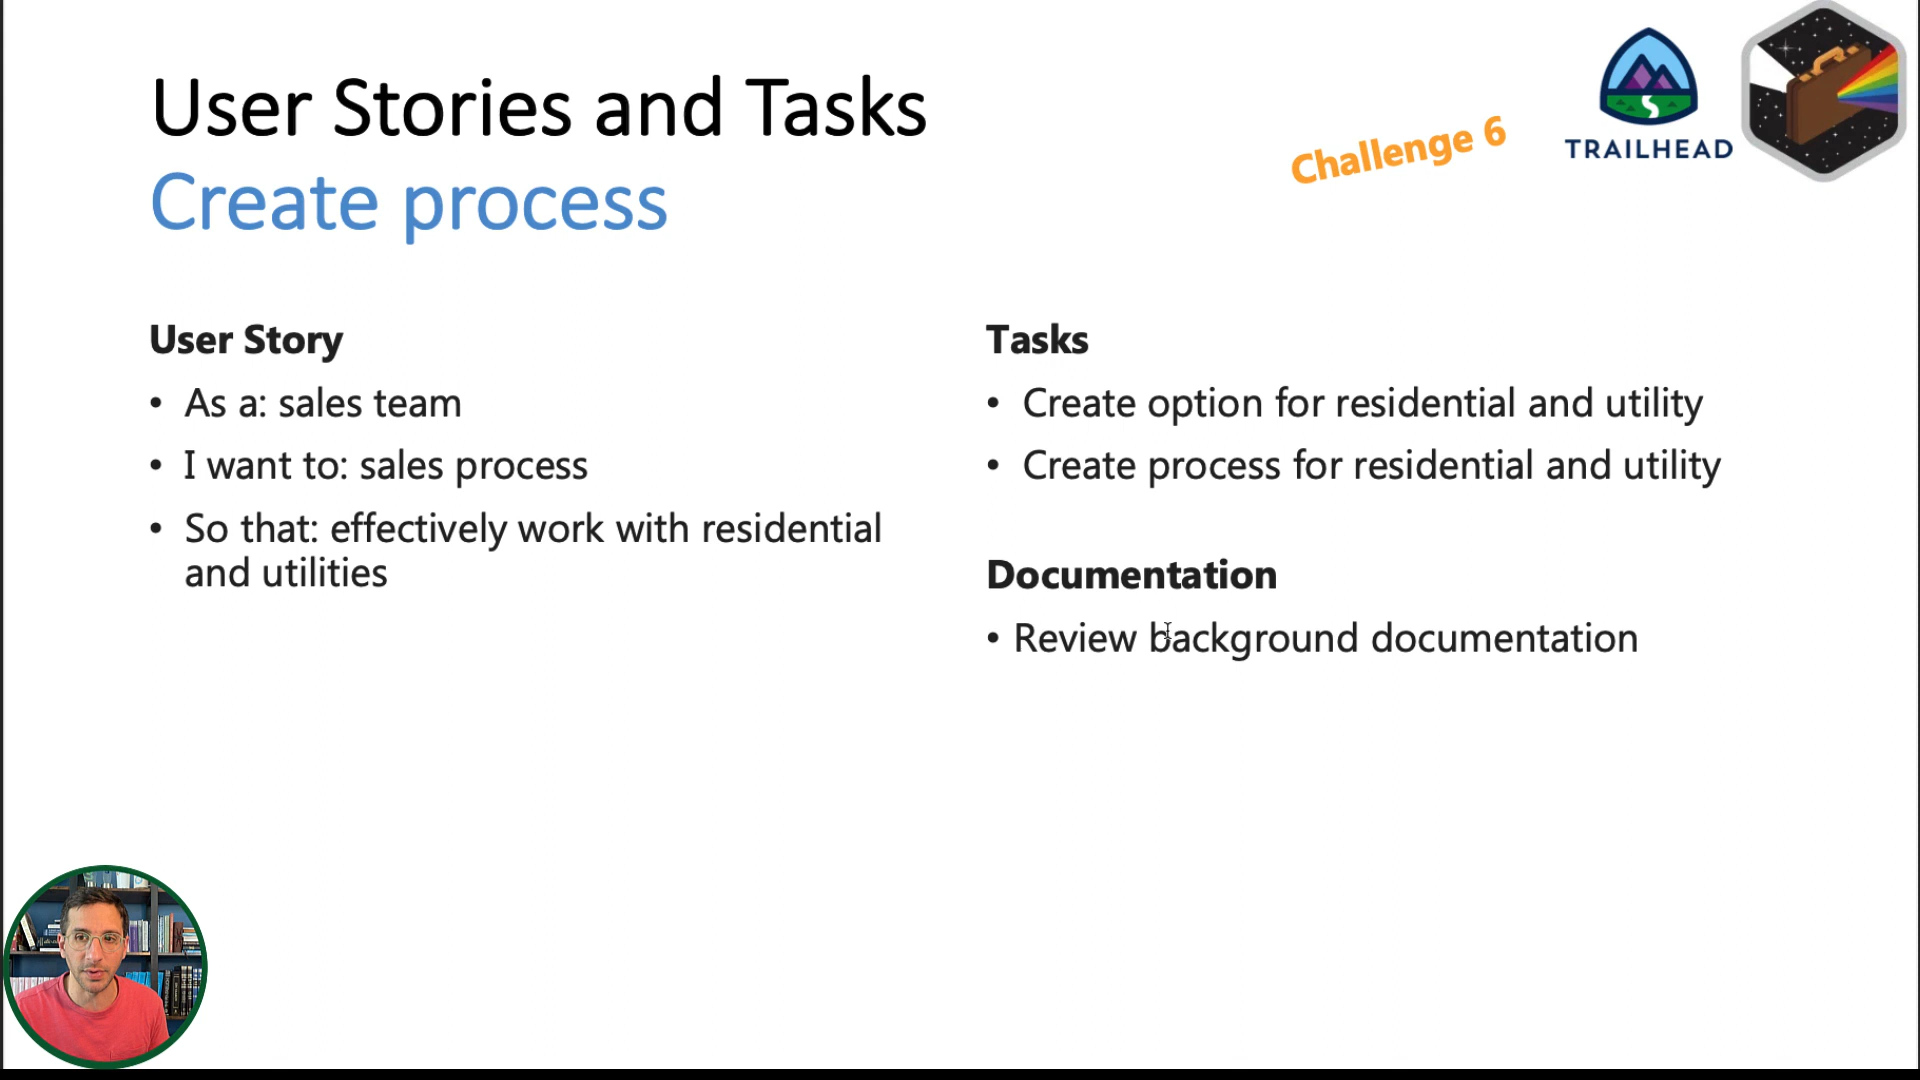 User Stories and Tasks
Create process
Challenge 6
TRAILHEAD
User Story
• As a: sales team
• I want to: sales process
• So that: effectively work with residential
and utilities
Tasks
• Create option for residential and utility
• Create process for residential and utility
Documentation
• Review background documentation